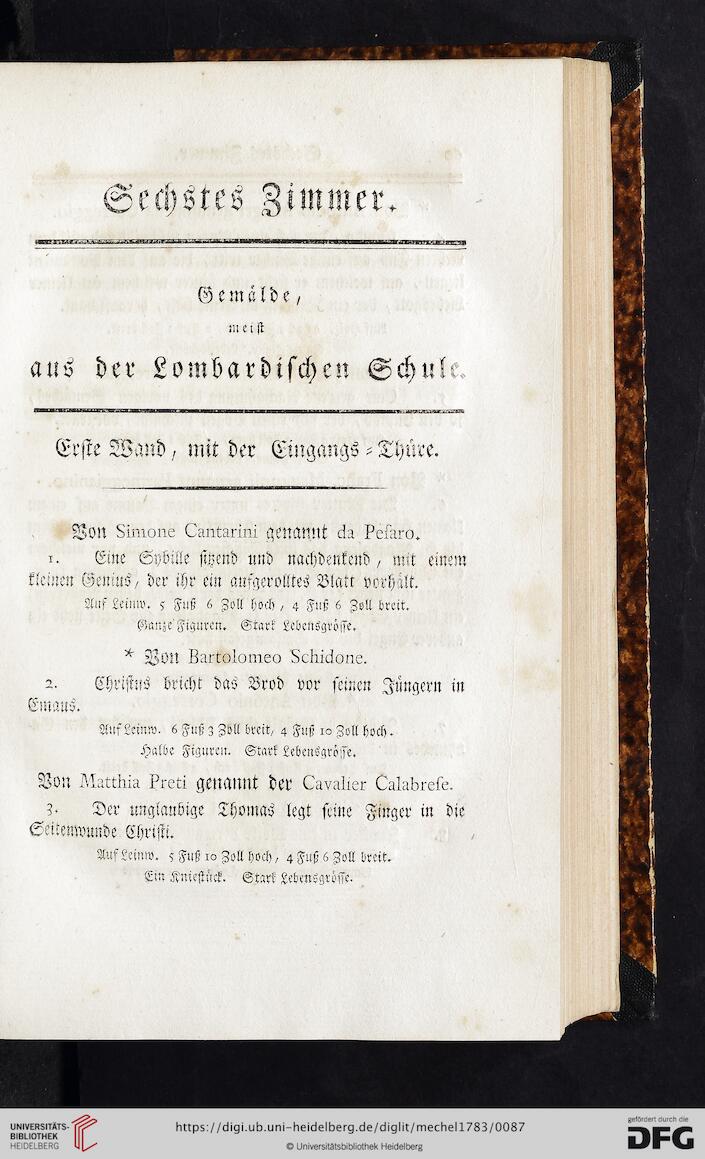 Sechstes Zimmer.
Gemälde,
meist
aus der Lombardischen Schule.
Erste Wand, mit der Eingangs-Thüre.
Von Simone Cantarini genannt da Pesaro.
1. Eine Sybille sitzend und nachdenkend, mit einem
kleinen Genius, der ihr ein aufgerolltes Blatt vorhält.
Auf Leinw. 5 Fuß 6 Zoll hoch, 4 Fuß 6 Zoll breit.
Ganze Figuren. Stark Lebensgrösse.
* Von Bartolomeo Schidone.
2. Christus bricht das Brod vor seinen Jüngern in
Emaus.
Auf Leinw. 6 Fuß 3 Zoll breit, 4 Fuß 10 Zoll hoch.
Halbe Figuren. Stark Lebensgrösse.
Von Matthia Preti genannt der Cavalier Calabrese.
3. Der unglaubige Thomas legt seine Finger in die
Seitenwunde Christi.
Auf Leinw. 5 Fuß 10 Zoll hoch, 4 Fuß 6 Zoll breit.
Ein Kniestück. Stark Lebensgrösse.
UNIVERSITÄTS-
BIBLIOTHEK
HEIDELBERG
https://digi.ub.uni-heidelberg.de/diglit/mechel1783/0087
© Universitätsbibliothek Heidelberg
gefördert durch die
DFG